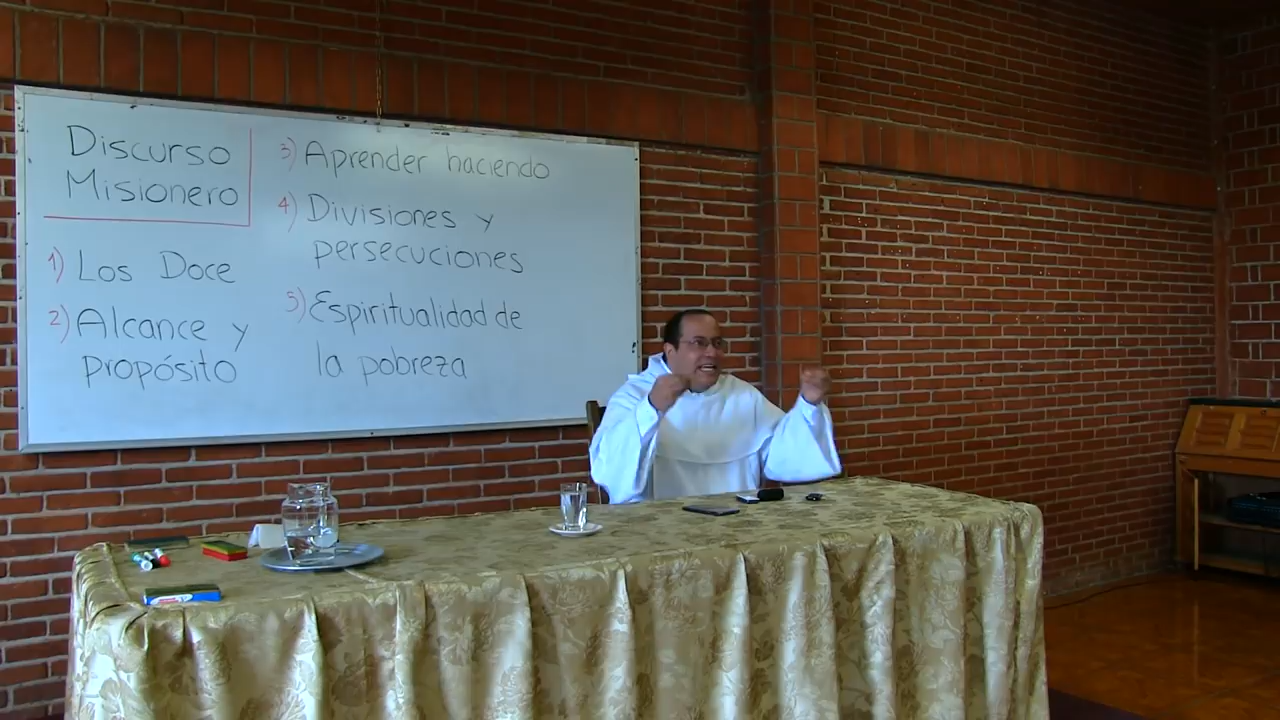 Discurso
Misionero
1) Los Doce
2) Alcance y
propósito
3) Aprender haciendo
4) Divisiones y
persecuciones
5) Espiritualidad de
la pobreza